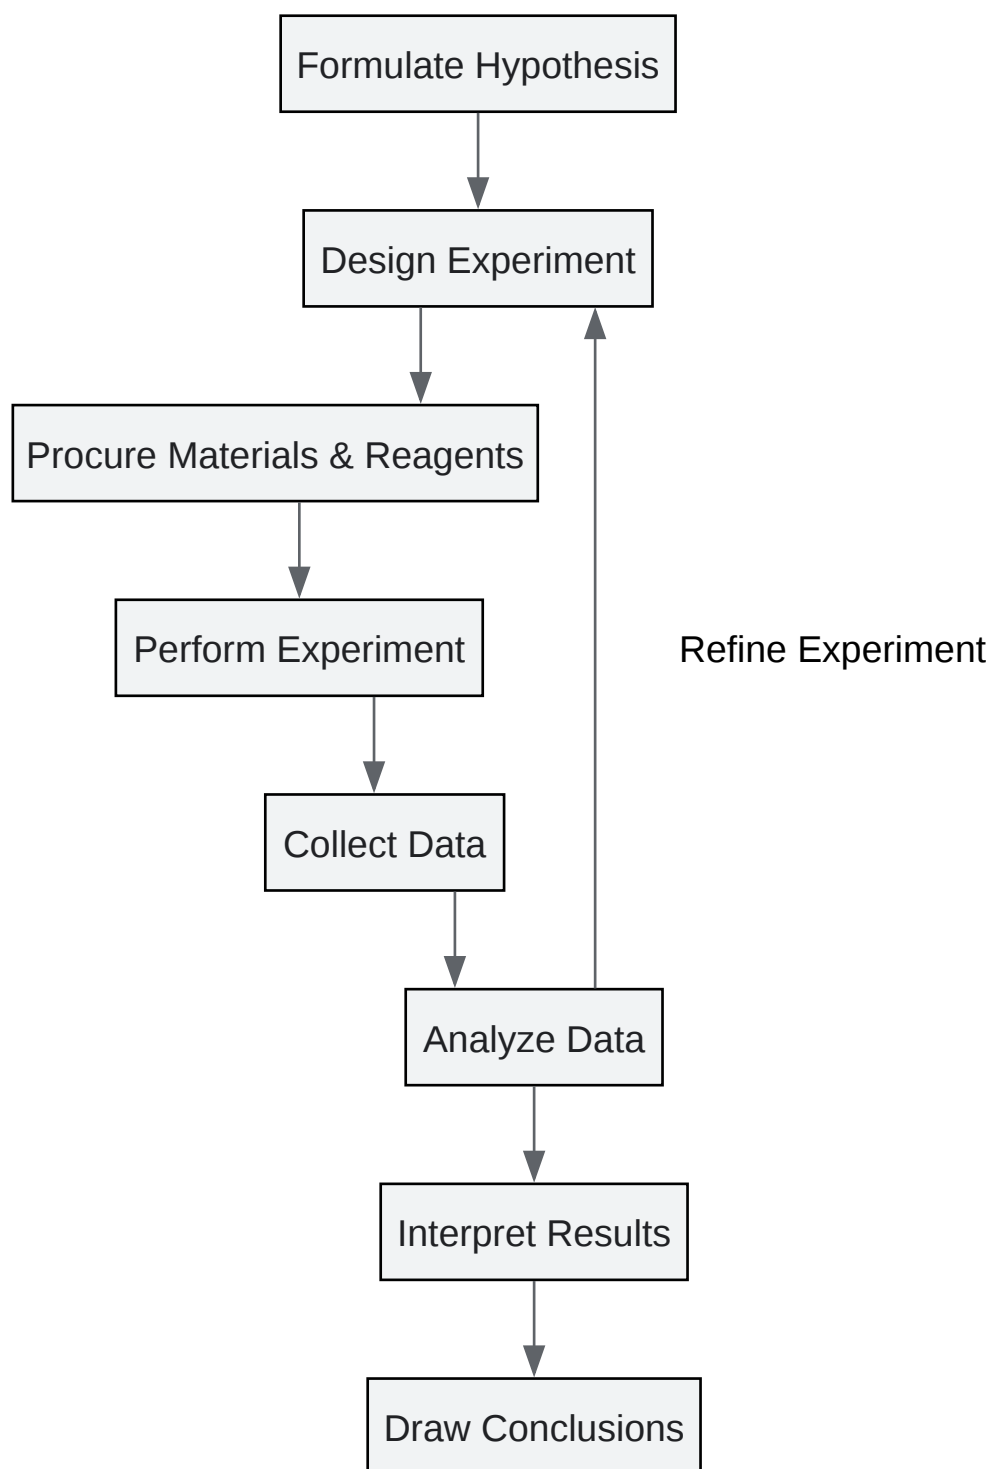 Formulate Hypothesis
Design Experiment
Procure Materials & Reagents
Perform Experiment
Refine Experiment
Collect Data
Analyze Data
Interpret Results
Draw Conclusions